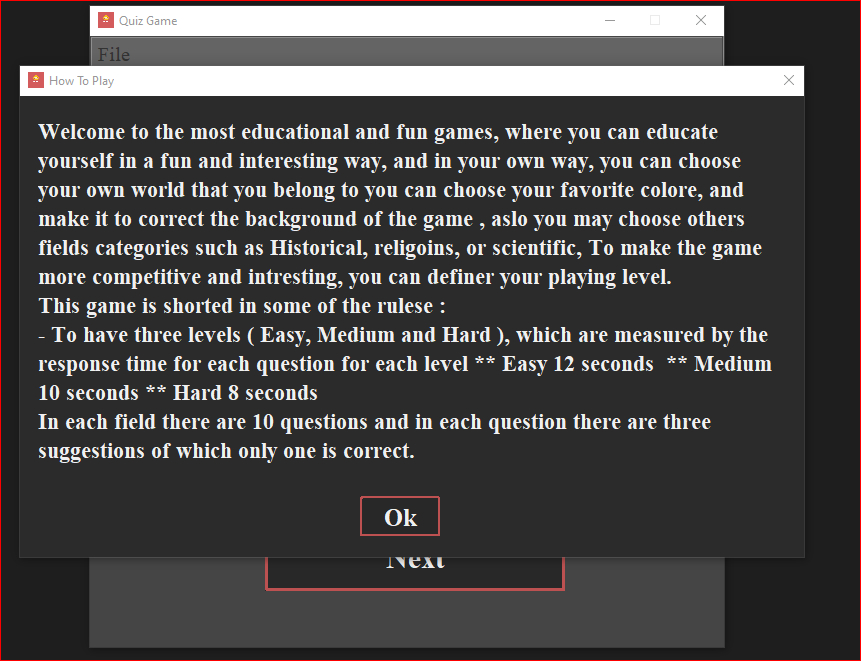 Quiz Game
File
How To Play
Welcome to the most educational and fun games, where you can educate
yourself in a fun and interesting way, and in your own way, you can choose
your own world that you belong to you can choose your favorite colore, and
make it to correct the background of the game , aslo you may choose others
fields categories such as Historical, religoins, or scientific, To make the game
more competitive and intresting, you can definer your playing level.
This game is shorted in some of the rulese :
- To have three levels ( Easy, Medium and Hard ), which are measured by the
response time for each question for each level ** Easy 12 seconds  ** Medium
10 seconds ** Hard 8 seconds
In each field there are 10 questions and in each question there are three
suggestions of which only one is correct.
Ok
Next